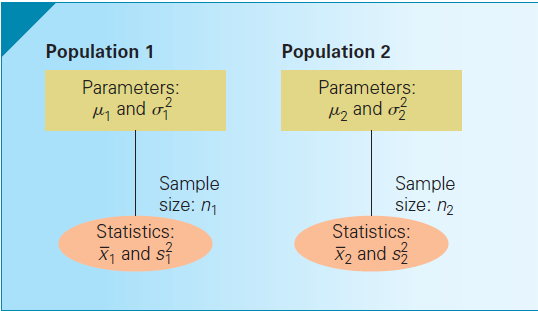 Population 1
Parameters:
μ₁ and σ₁²
Sample
size: n₁
Statistics:
x̄₁ and s₁²
Population 2
Parameters:
μ₂ and σ₂²
Sample
size: n₂
Statistics:
x̄₂ and s₂²